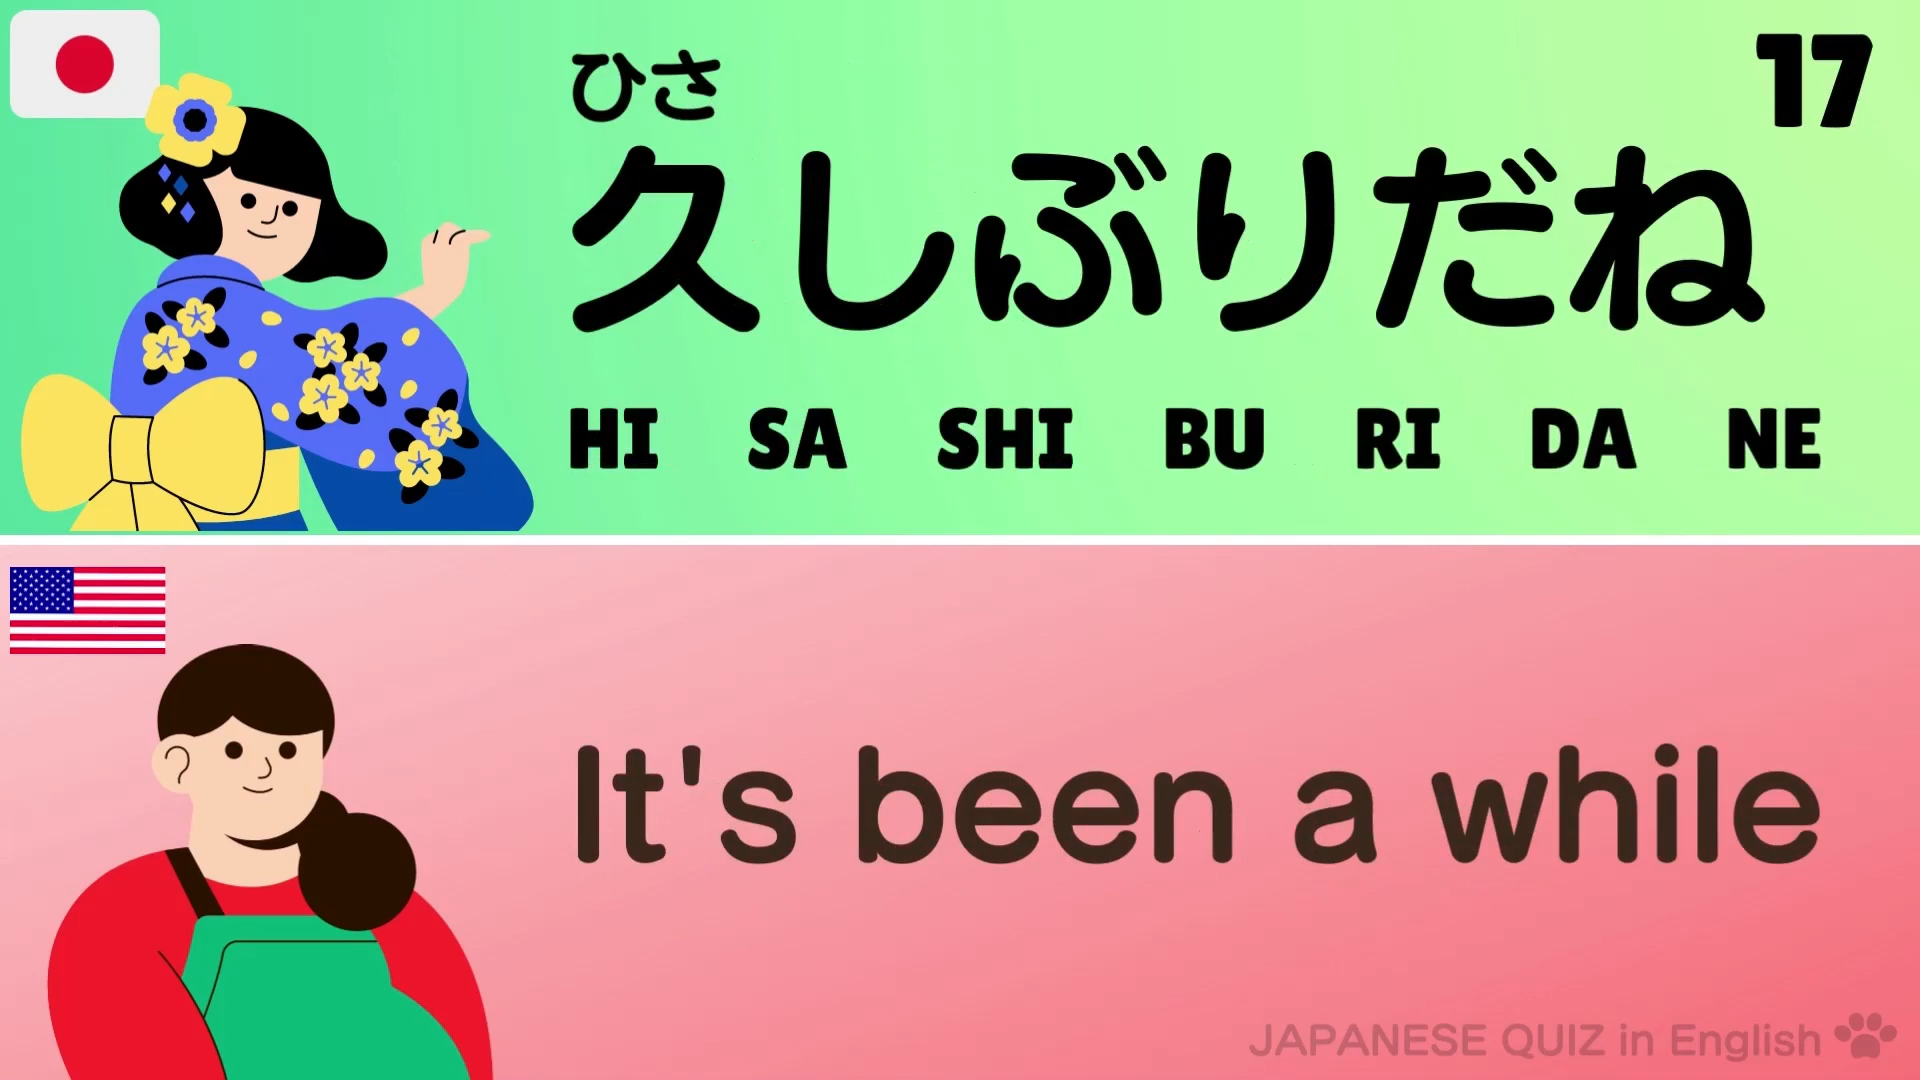 17
ひさ
久しぶりだね
HI SA SHI BU RI DA NE
It's been a while
JAPANESE QUIZ in English